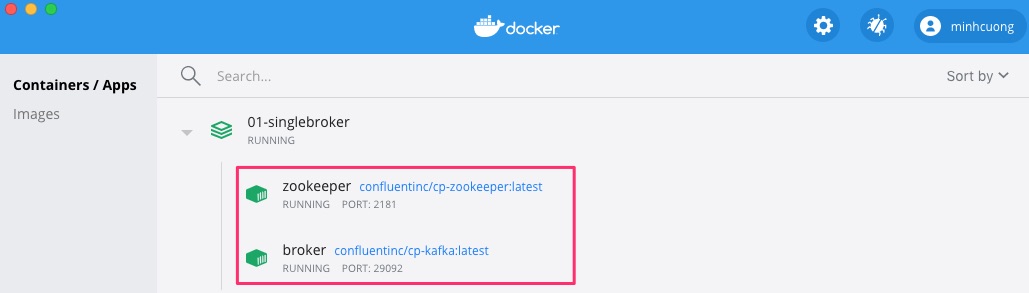 docker
minhcuong
Containers / Apps
Images
Search...
Sort by
01-singlebroker
RUNNING
zookeeper confluentinc/cp-zookeeper:latest
RUNNING PORT: 2181
broker confluentinc/cp-kafka:latest
RUNNING PORT: 29092